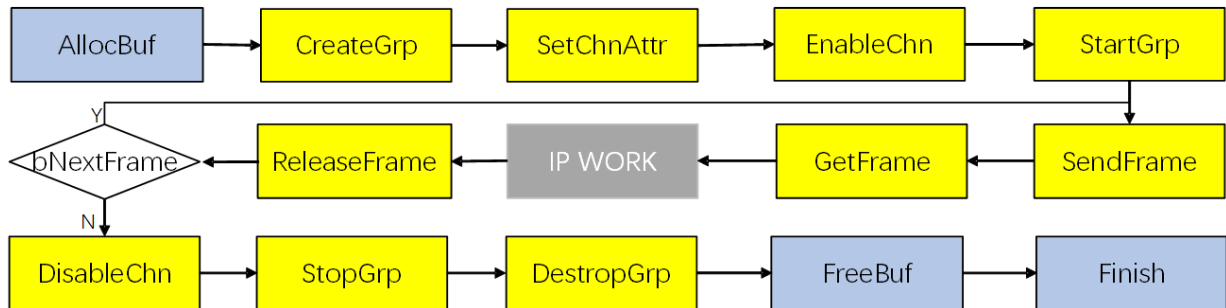 AllocBuf
CreateGrp
SetChnAttr
EnableChn
StartGrp
Y
bNextFrame
ReleaseFrame
IP WORK
GetFrame
SendFrame
N
DisableChn
StopGrp
DestropGrp
FreeBuf
Finish